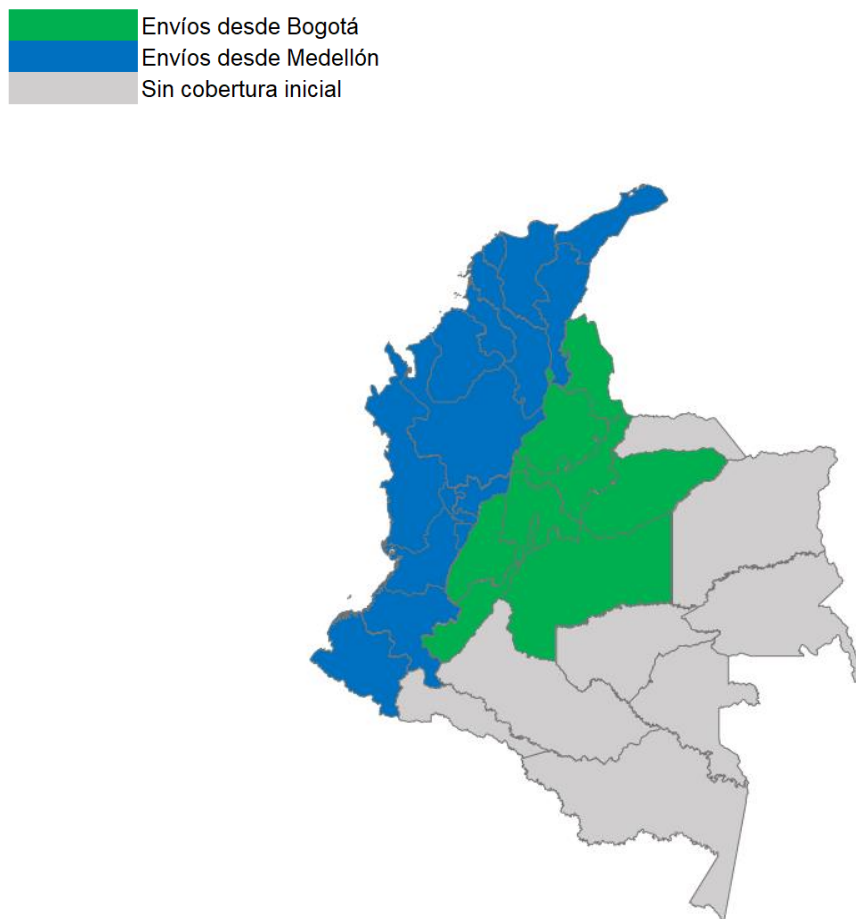 Envíos desde Bogotá
Envíos desde Medellón
Sin cobertura inicial